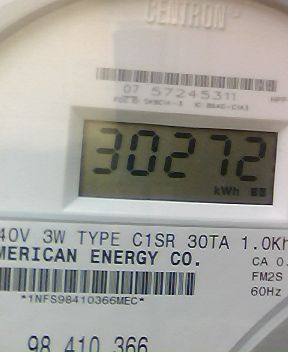 CENTRON
07 57245311
30272
kWh
40V 3W TYPE C1SR 30TA 1.0Kh
MERICAN ENERGY CO.
CA 0.
FM2S
60Hz
*1NFS98410366MEC*
98 410 366